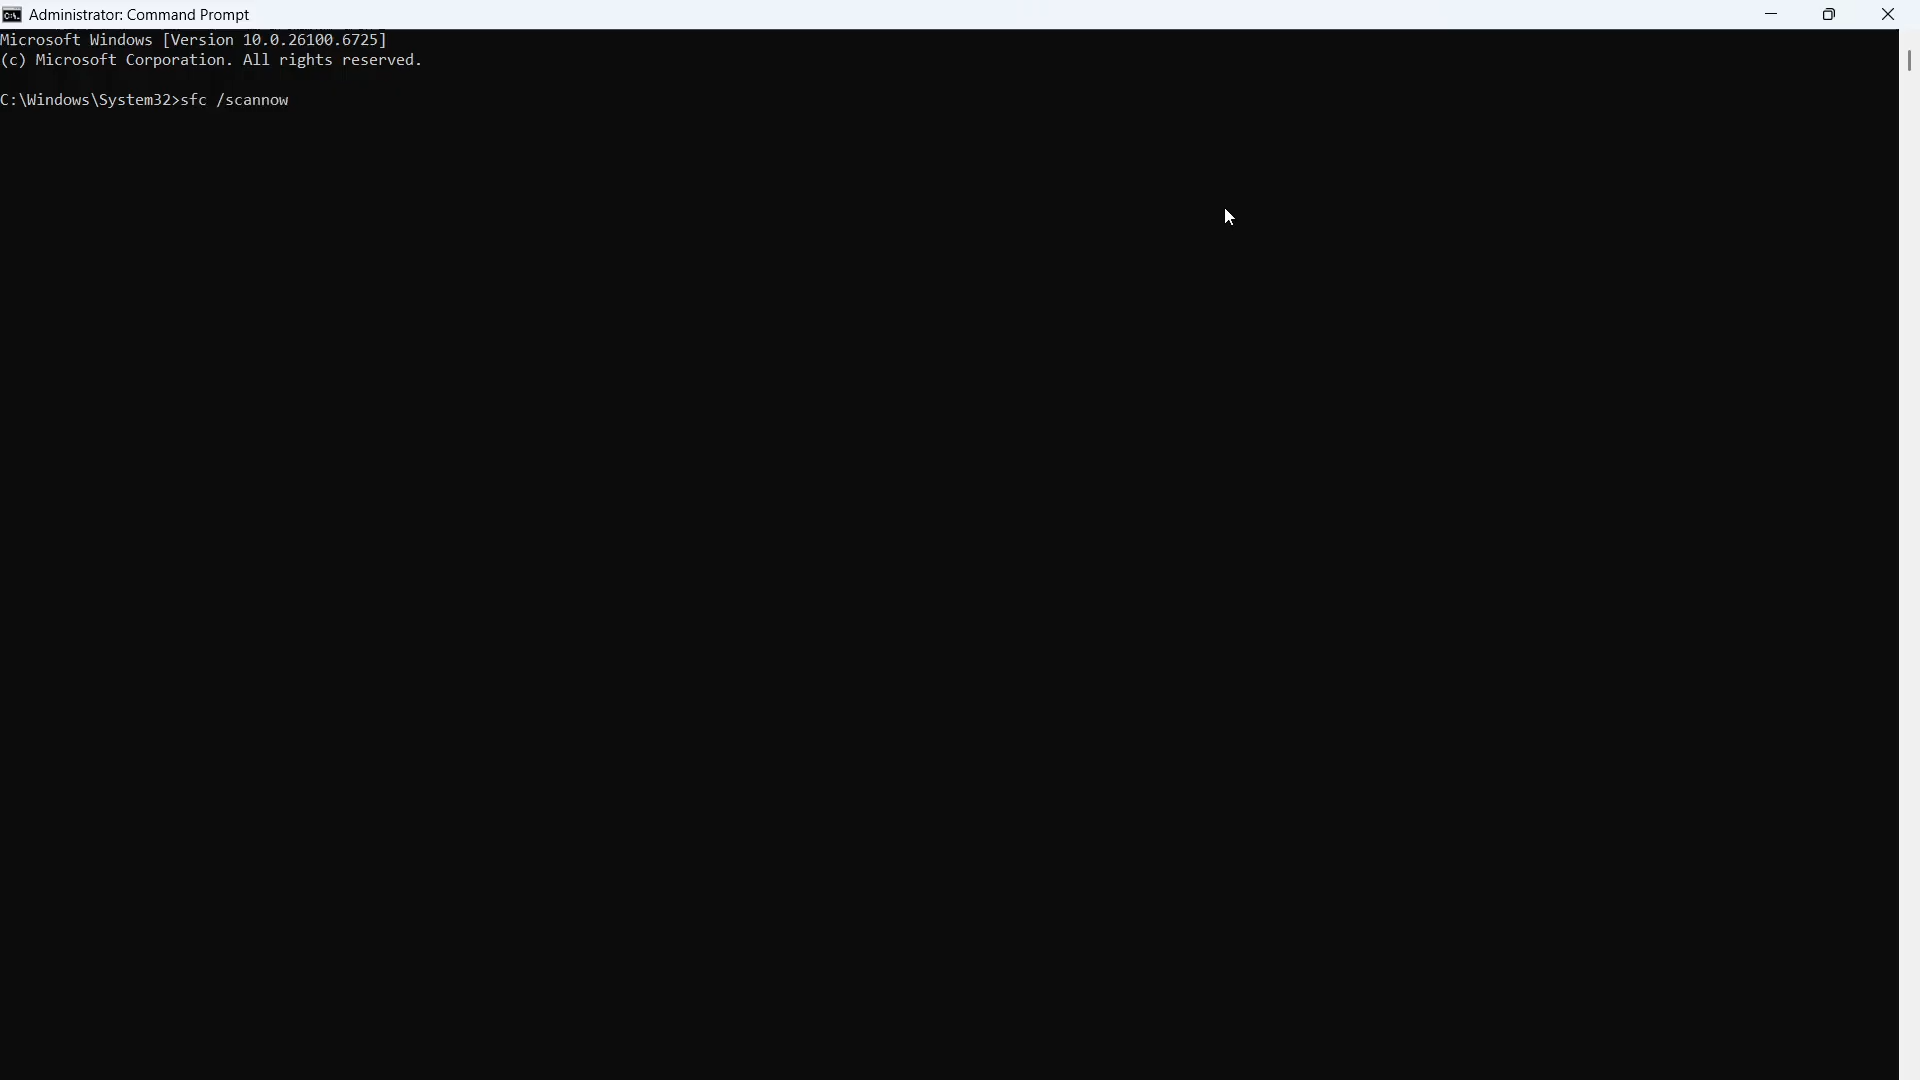 Administrator: Command Prompt
Microsoft Windows [Version 10.0.26100.6725]
(c) Microsoft Corporation. All rights reserved.
C:\Windows\System32>sfc /scannow